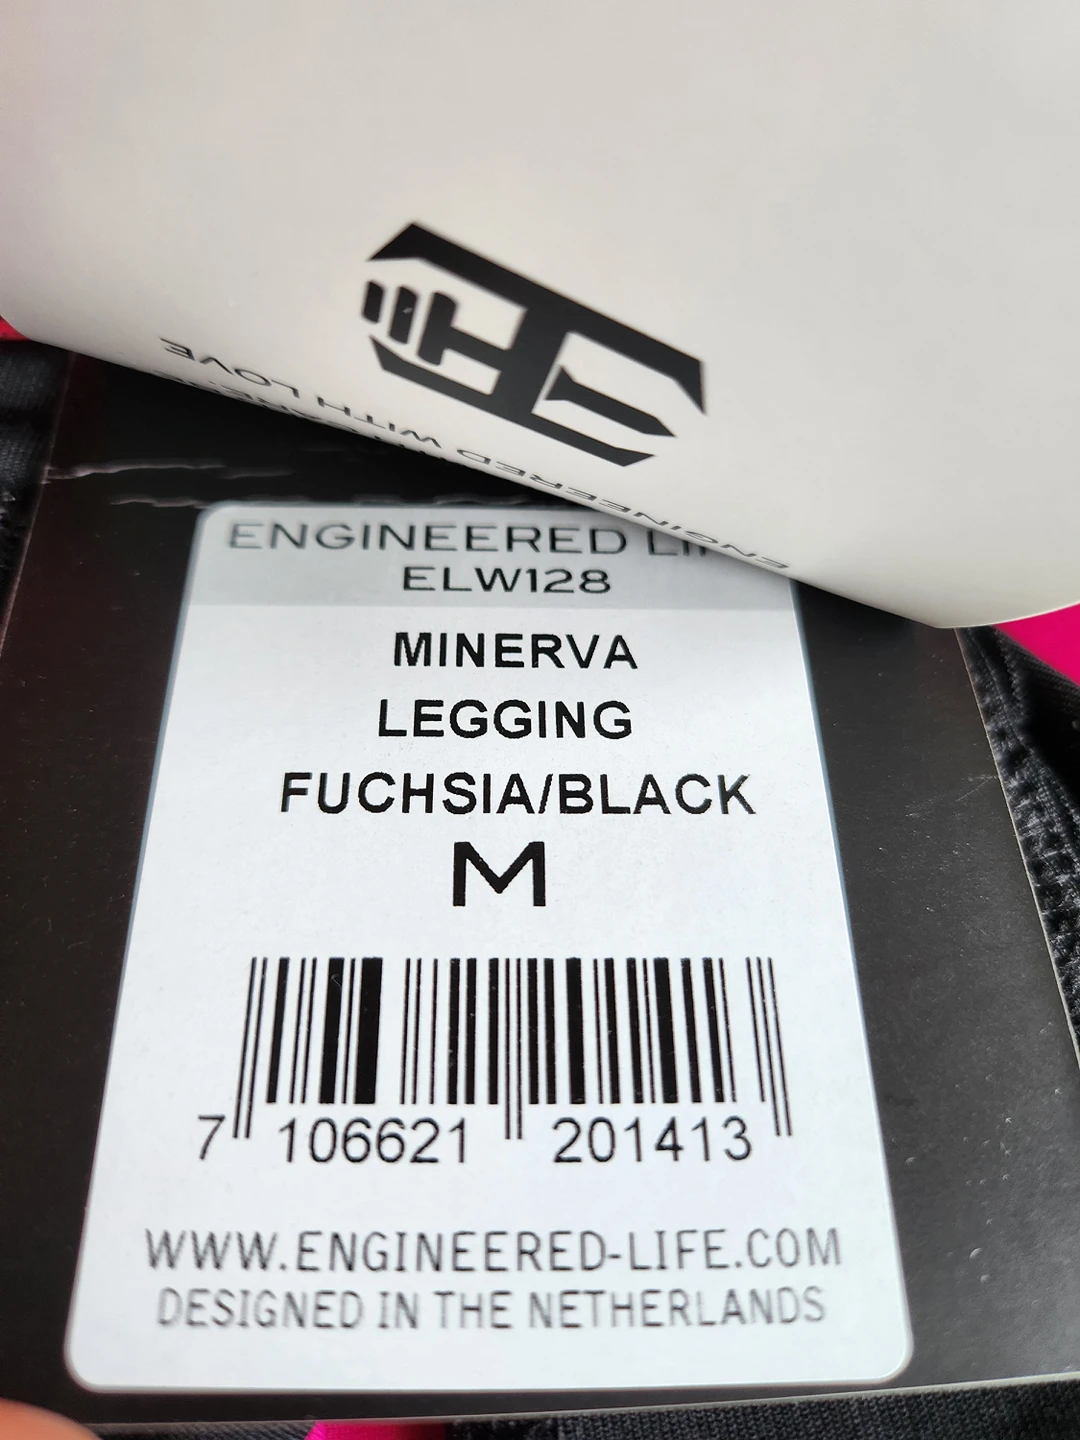 ENGINEERED WITH LOVE
ENGINEERED LI
ELW128
MINERVA
LEGGING
FUCHSIA/BLACK
M
7 106621 201413
WWW.ENGINEERED-LIFE.COM
DESIGNED IN THE NETHERLANDS